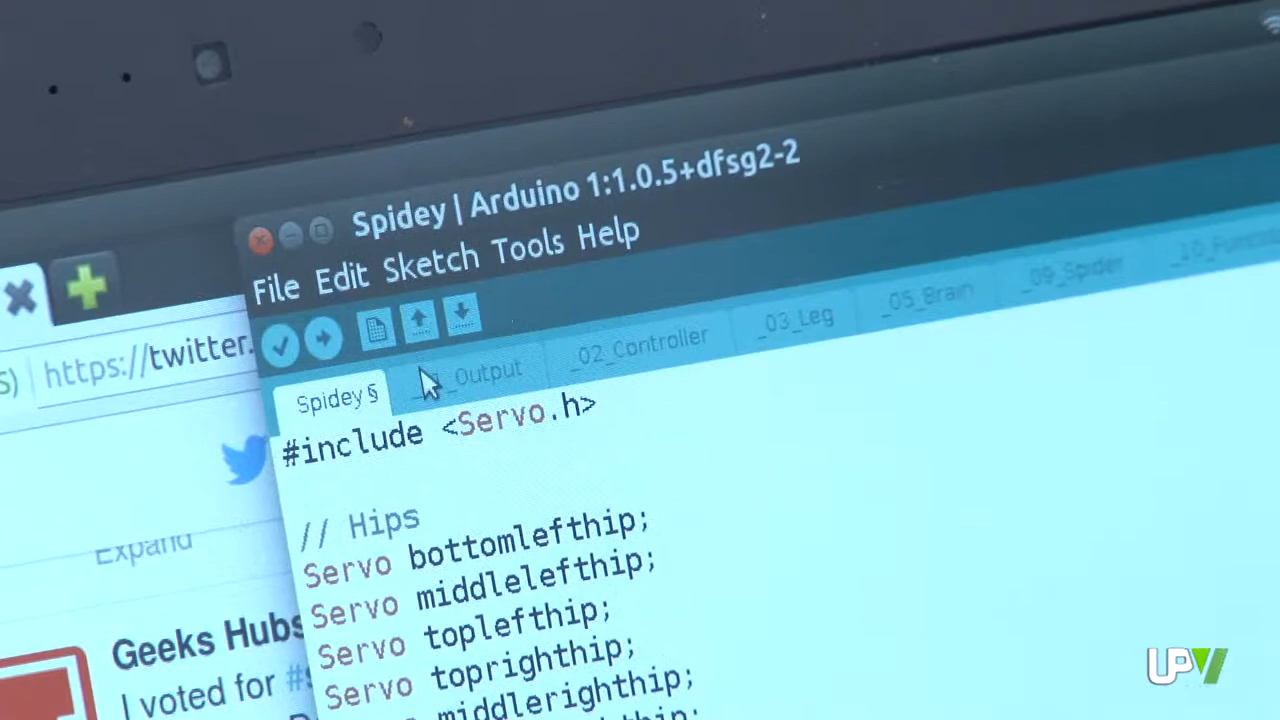 Spidey | Arduino 1:1.0.5+dfsg2-2
File Edit Sketch Tools Help
https://twitter.
Spidey§
Output
_02_Controller
_03_Leg
_05_Brain
_09_Spider
#include <Servo.h>
// Hips
Servo bottomlefthip;
Servo middlelefthip;
Servo toplefthip;
Servo toprighthip;
middlerighthip;
Expand
Geeks Hubs
I voted for #
UPV